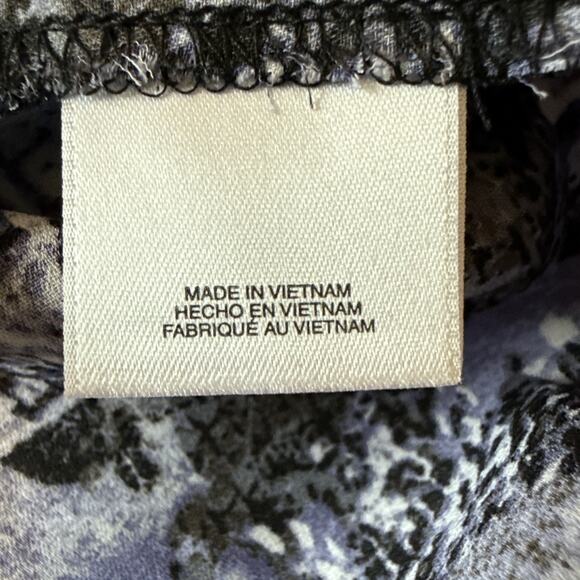 MADE IN VIETNAM
HECHO EN VIETNAM
FABRIQUÉ AU VIETNAM